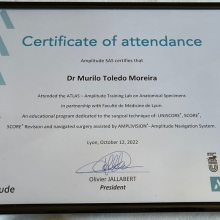 Certificate of attendance
Amplitude SAS certifies that
Dr Murilo Toledo Moreira
Attended the ATLAS – Amplitude Training Lab on Anatomical Specimens
in partnership with Faculté de Médecine de Lyon.
An educational program dedicated to the surgical technique of: UNISCORE®, SCORE®,
SCORE® Revision and navigated surgery assisted by AMPLIVISION®- Amplitude Navigation System.
Lyon, October 12, 2021
Olivier JALLABERT
President